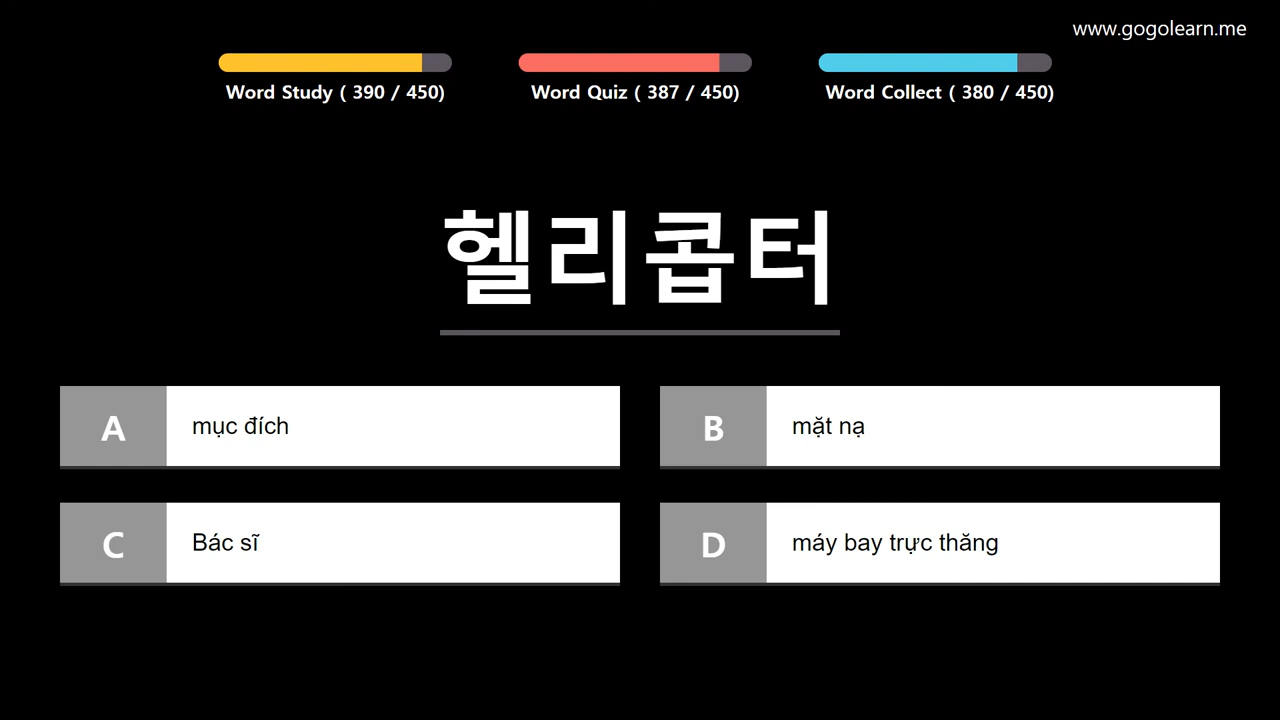 www.gogolearn.me
Word Study ( 390 / 450)
Word Quiz ( 387 / 450)
Word Collect ( 380 / 450)
헬리콥터
A
mục đích
B
mặt nạ
C
Bác sĩ
D
máy bay trực thăng